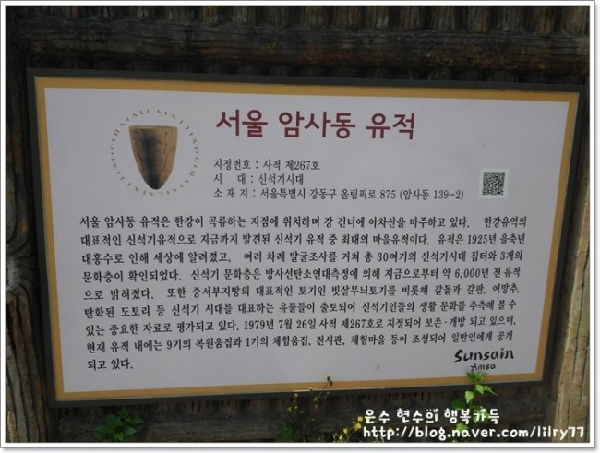 서울 암사동 유적
지정번호 : 사적 제267호
시 대 : 신석기시대
소 재 지 : 서울특별시 강동구 올림픽로 875 (암사동 139-2)
서울 암사동 유적은 한강이 곡류하는 지점에 위치하며 강 건너에 아차산을 마주하고 있다. 한강유역의
대표적인 신석기유적으로 지금까지 발견된 신석기 유적 중 최대의 마을유적이다. 유적은 1925년 을축년
대홍수로 인해 세상에 알려졌고, 여러 차례 발굴조사를 거쳐 총 30여기의 신석기시대 집터와 3개의
문화층이 확인되었다. 신석기 문화층은 방사선탄소연대측정에 의해 지금으로부터 약 6,000년 전 유적
으로 밝혀졌다. 또한 중서부지방의 대표적인 토기인 빗살무늬토기를 비롯해 갈돌과 갈판, 어망추,
탄화된 도토리 등 신석기 시대를 대표하는 유물들이 출토되어 신석기인들의 생활 문화를 추측해 볼 수
있는 중요한 자료로 평가되고 있다. 1979년 7월 26일 사적 제267호로 지정되어 보존·개방 되고 있으며,
현재 유적 내에는 9기의 복원움집과 1기의 체험움집, 전시관, 체험마을 등이 조성되어 일반인에게 공개
되고 있다.
Sunsain
Amsa
은수 현수의 행복가득
http://blog.naver.com/lilry77